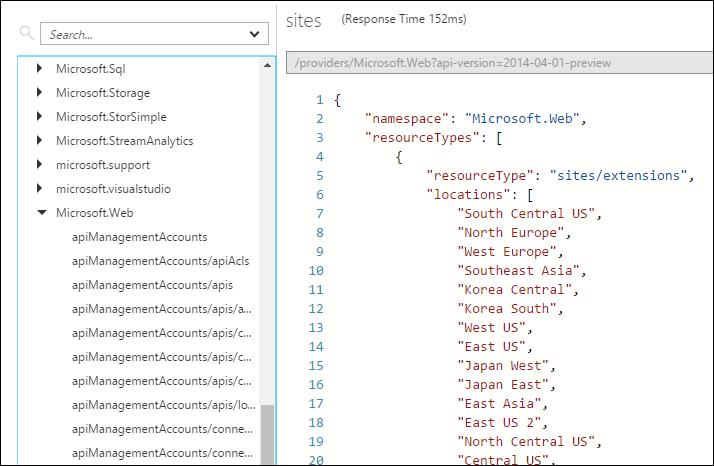 Search...
Microsoft.Sql
Microsoft.Storage
Microsoft.StorSimple
Microsoft.StreamAnalytics
microsoft.support
microsoft.visualstudio
Microsoft.Web
apiManagementAccounts
apiManagementAccounts/apiAcls
apiManagementAccounts/apis
apiManagementAccounts/apis/a...
apiManagementAccounts/apis/c...
apiManagementAccounts/apis/c...
apiManagementAccounts/apis/c...
apiManagementAccounts/apis/lo...
apiManagementAccounts/conne...
apiManagementAccounts/conne...
sites (Response Time 152ms)
/providers/Microsoft.Web?api-version=2014-04-01-preview
1 {
2 "namespace": "Microsoft.Web",
3 "resourceTypes": [
4 {
5 "resourceType": "sites/extensions",
6 "locations": [
7 "South Central US",
8 "North Europe",
9 "West Europe",
10 "Southeast Asia",
11 "Korea Central",
12 "Korea South",
13 "West US",
14 "East US",
15 "Japan West",
16 "Japan East",
17 "East Asia",
18 "East US 2",
19 "North Central US",
20 "Central US",